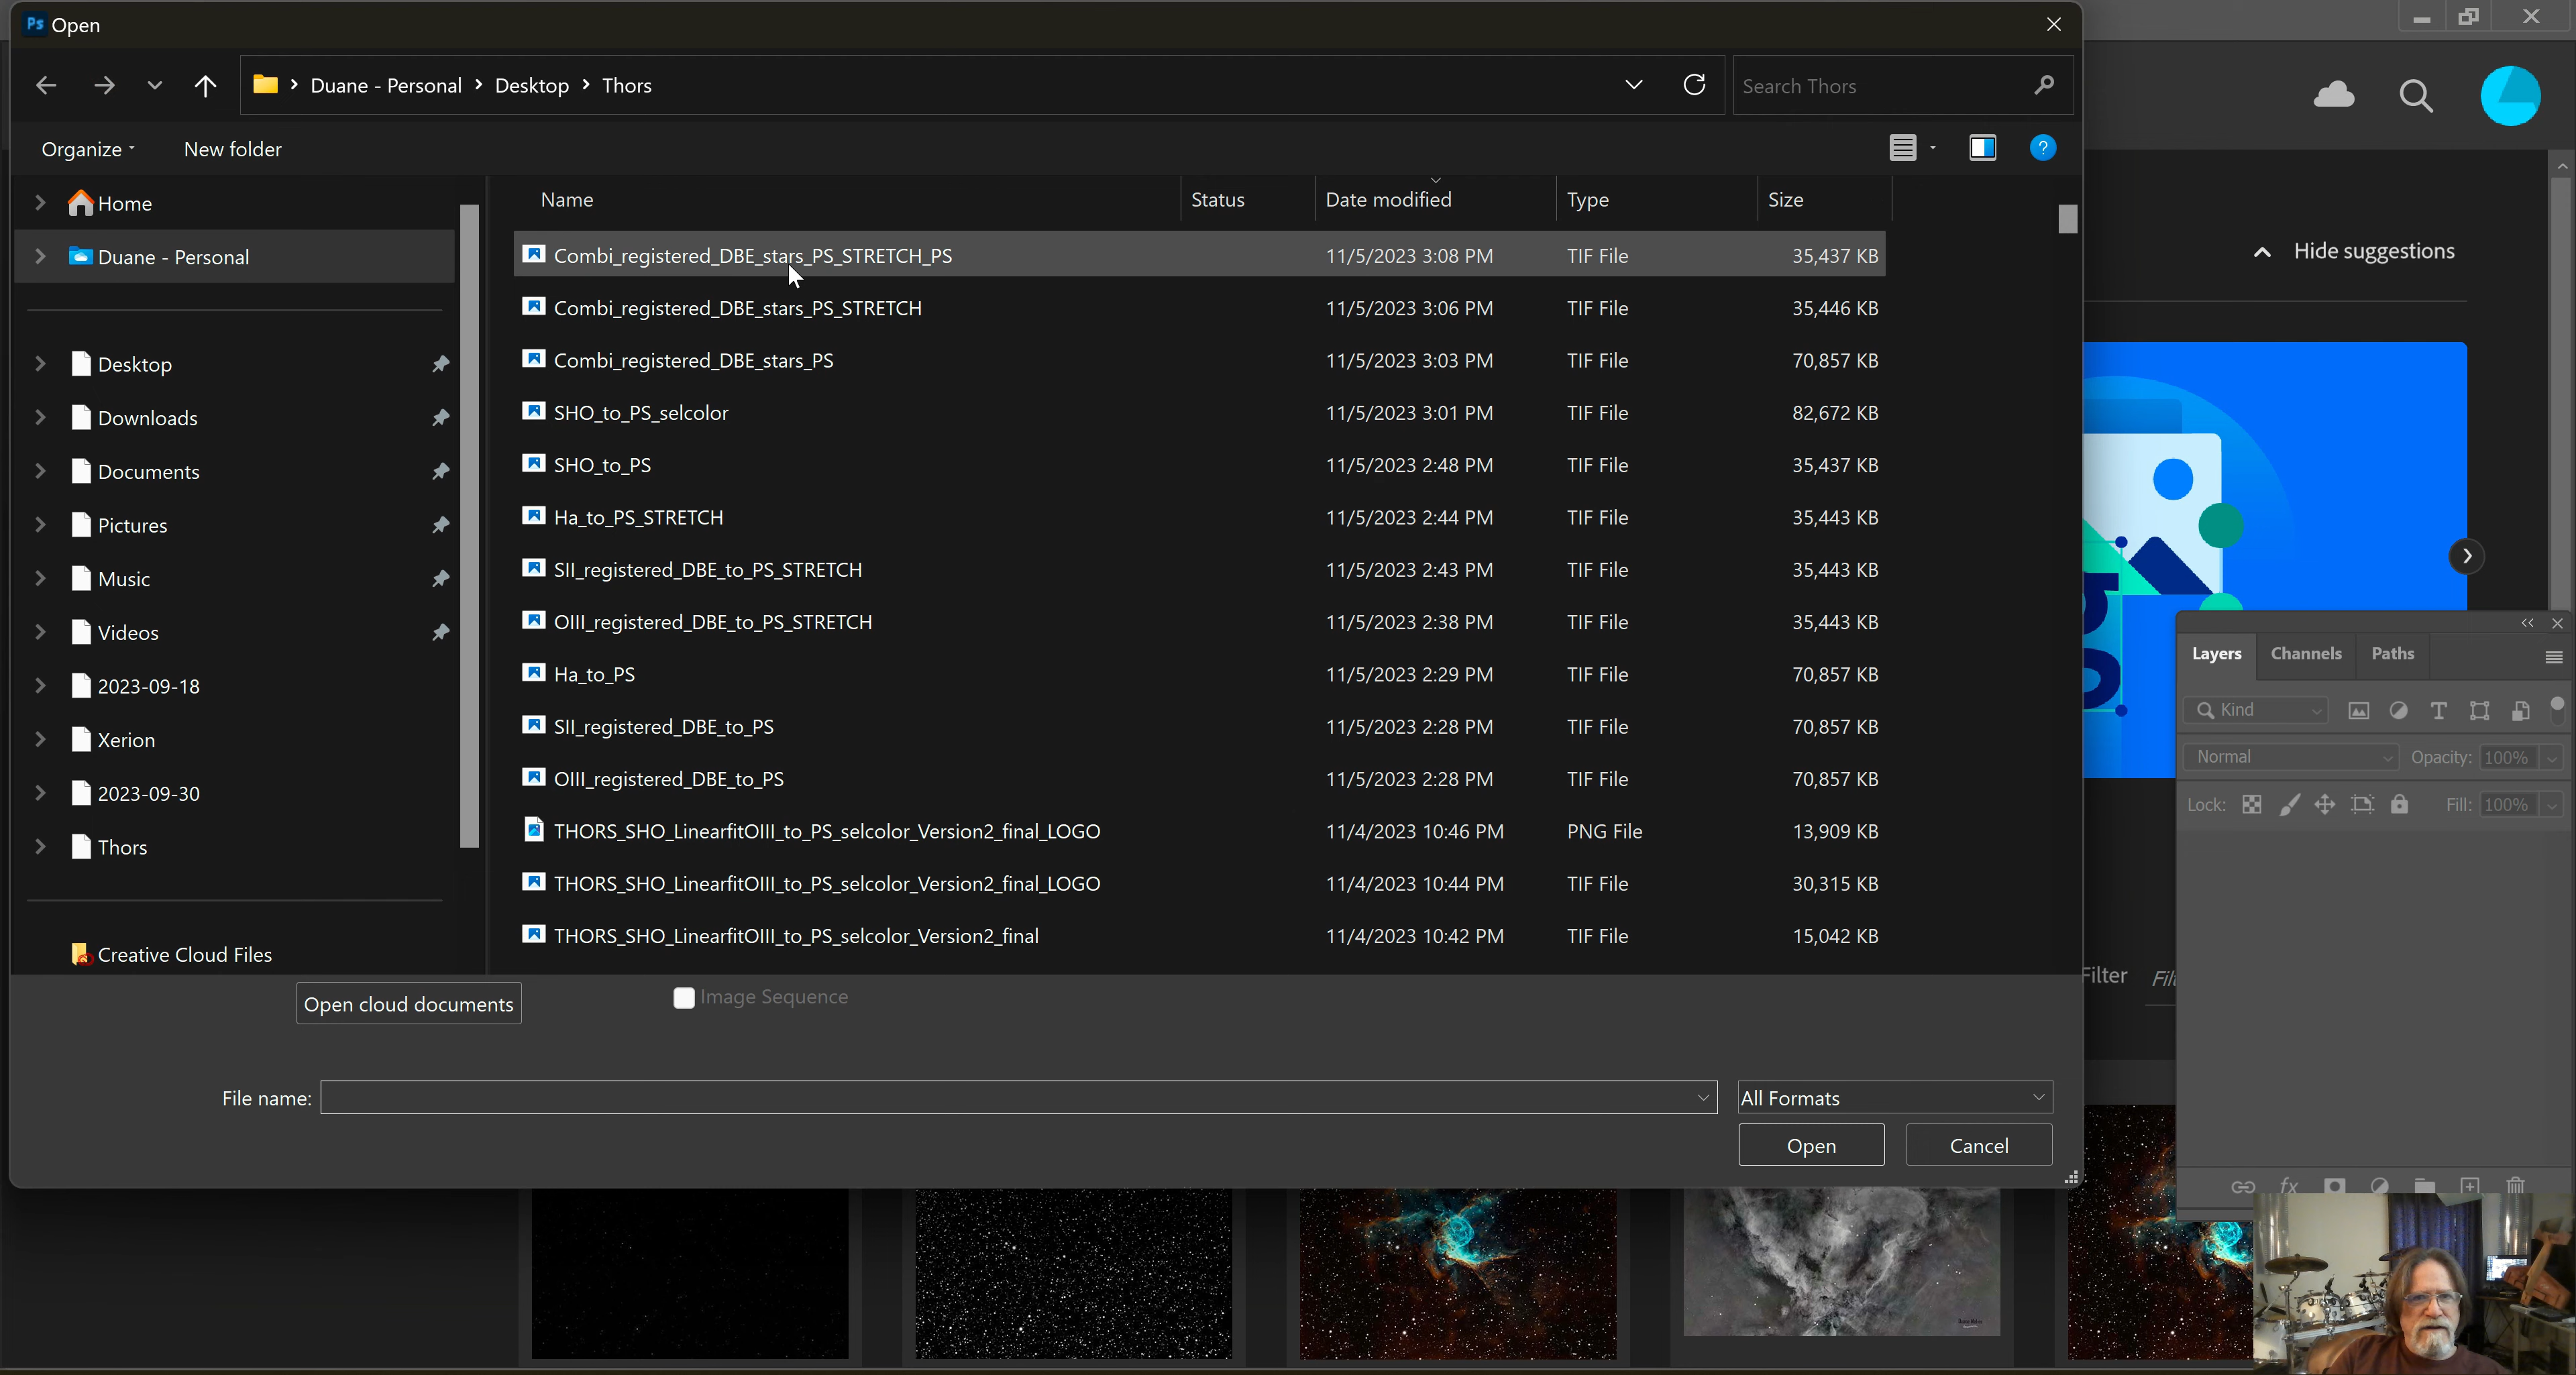 Ps Open
Duane - Personal > Desktop > Thors
Search Thors
Organize
New folder
Home
Duane - Personal
Desktop
Downloads
Documents
Pictures
Music
Videos
2023-09-18
Xerion
2023-09-30
Thors
Creative Cloud Files
Name Status Date modified Type Size
Combi_registered_DBE_stars_PS_STRETCH_PS 11/5/2023 3:08 PM TIF File 35,437 KB
Combi_registered_DBE_stars_PS_STRETCH 11/5/2023 3:06 PM TIF File 35,446 KB
Combi_registered_DBE_stars_PS 11/5/2023 3:03 PM TIF File 70,857 KB
SHO_to_PS_selcolor 11/5/2023 3:01 PM TIF File 82,672 KB
SHO_to_PS 11/5/2023 2:48 PM TIF File 35,437 KB
Ha_to_PS_STRETCH 11/5/2023 2:44 PM TIF File 35,443 KB
SII_registered_DBE_to_PS_STRETCH 11/5/2023 2:43 PM TIF File 35,443 KB
OIII_registered_DBE_to_PS_STRETCH 11/5/2023 2:38 PM TIF File 35,443 KB
Ha_to_PS 11/5/2023 2:29 PM TIF File 70,857 KB
SII_registered_DBE_to_PS 11/5/2023 2:28 PM TIF File 70,857 KB
OIII_registered_DBE_to_PS 11/5/2023 2:28 PM TIF File 70,857 KB
THORS_SHO_LinearfitOIII_to_PS_selcolor_Version2_final_LOGO 11/4/2023 10:46 PM PNG File 13,909 KB
THORS_SHO_LinearfitOIII_to_PS_selcolor_Version2_final_LOGO 11/4/2023 10:44 PM TIF File 30,315 KB
THORS_SHO_LinearfitOIII_to_PS_selcolor_Version2_final 11/4/2023 10:42 PM TIF File 15,042 KB
Open cloud documents
Image Sequence
File name:
All Formats
Open
Cancel
Hide suggestions
Layers Channels Paths
Kind
Normal Opacity: 100%
Lock: Fill: 100%
Filter